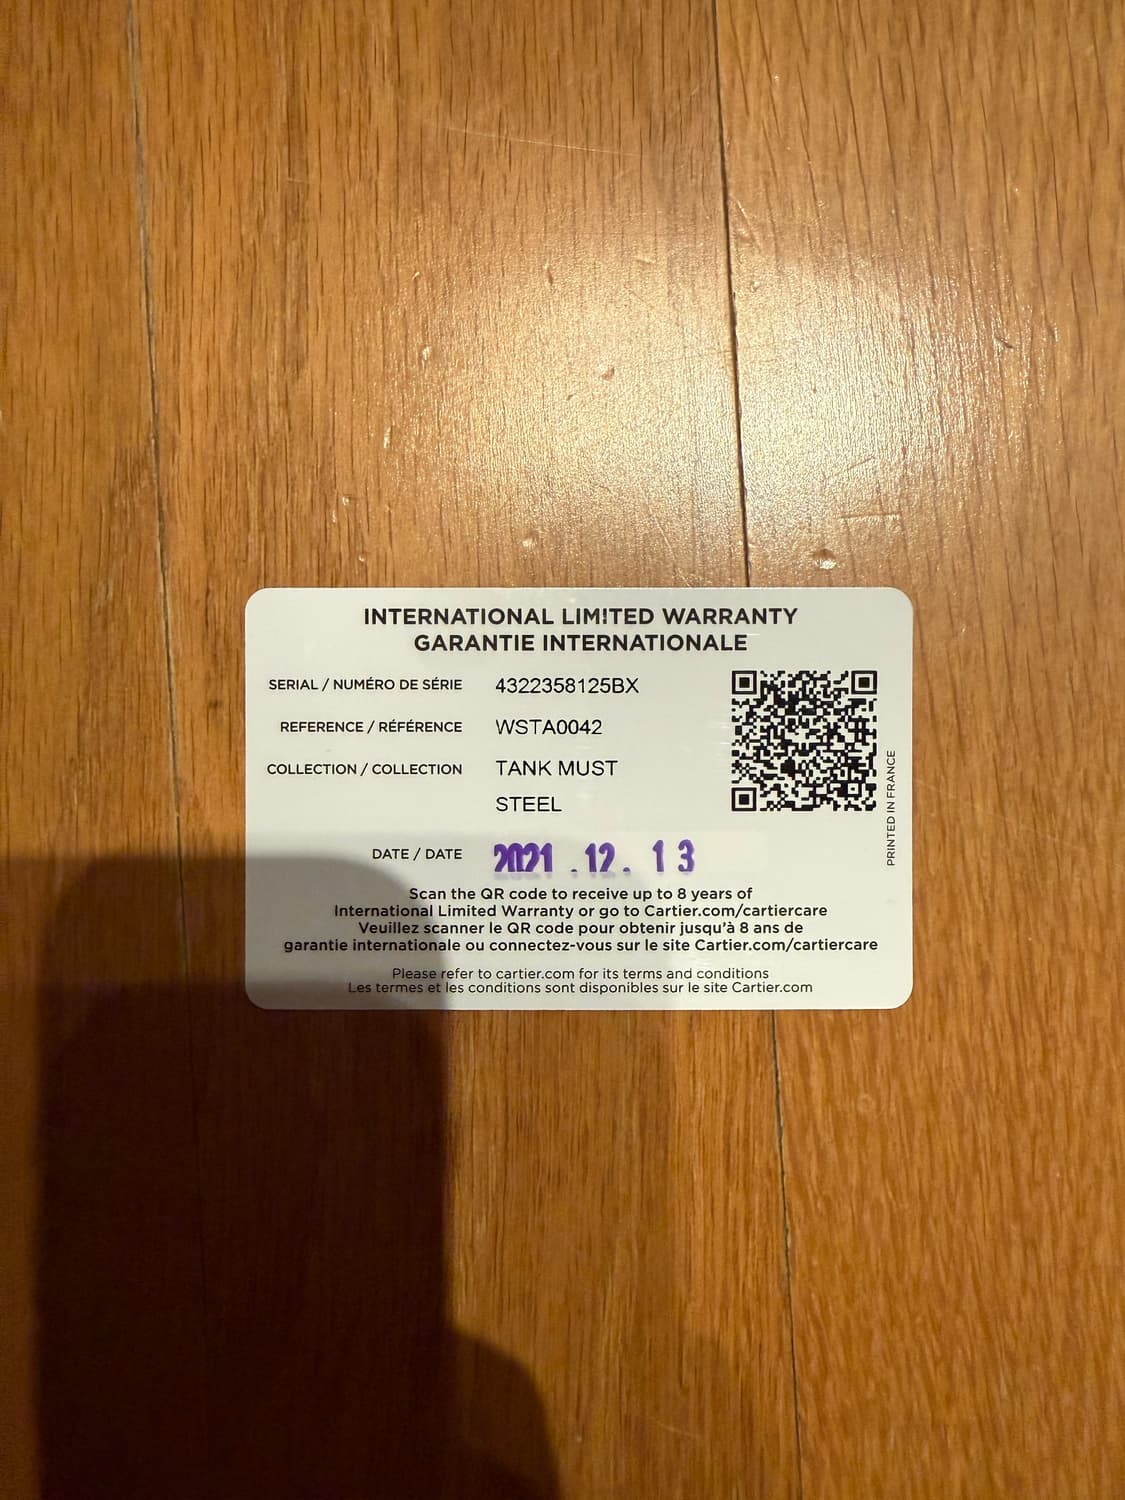 INTERNATIONAL LIMITED WARRANTY
GARANTIE INTERNATIONALE
SERIAL / NUMÉRO DE SÉRIE 4322358125BX
REFERENCE / RÉFÉRENCE WSTA0042
COLLECTION / COLLECTION TANK MUST
STEEL
PRINTED IN FRANCE
DATE / DATE 2021 . 12 . 13
Scan the QR code to receive up to 8 years of
International Limited Warranty or go to Cartier.com/cartiercare
Veuillez scanner le QR code pour obtenir jusqu'à 8 ans de
garantie internationale ou connectez-vous sur le site Cartier.com/cartiercare
Please refer to cartier.com for its terms and conditions
Les termes et les conditions sont disponibles sur le site Cartier.com